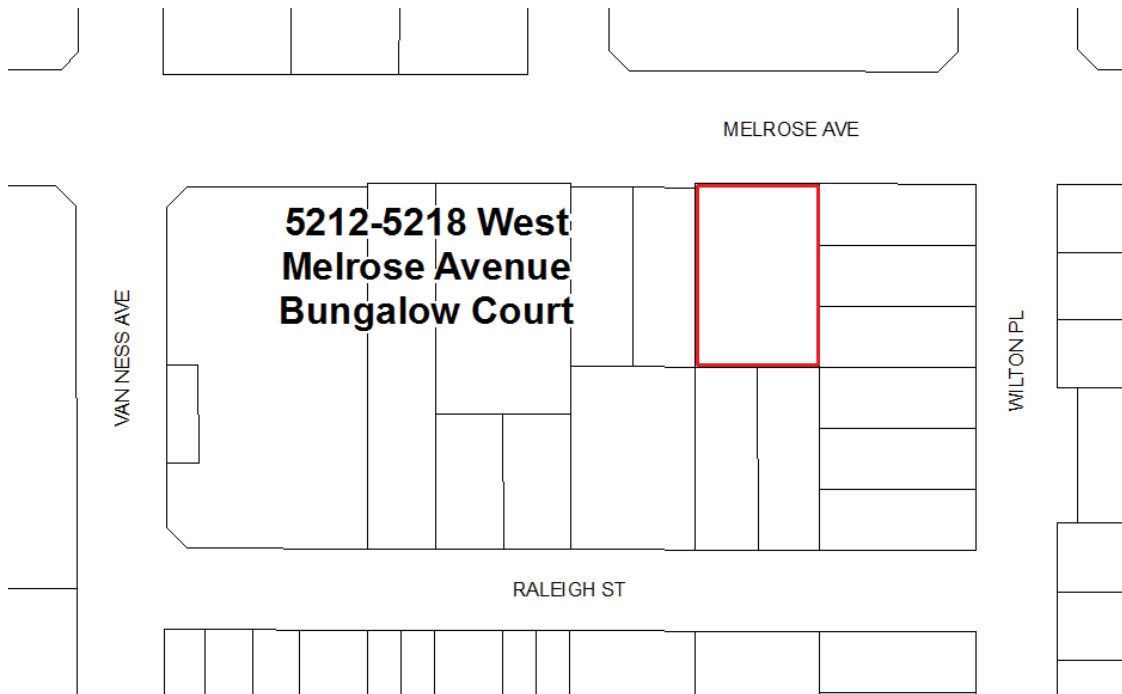 MELROSE AVE
5212-5218 West
Melrose Avenue
Bungalow Court
VAN NESS AVE
WILTON PL
RALEIGH ST